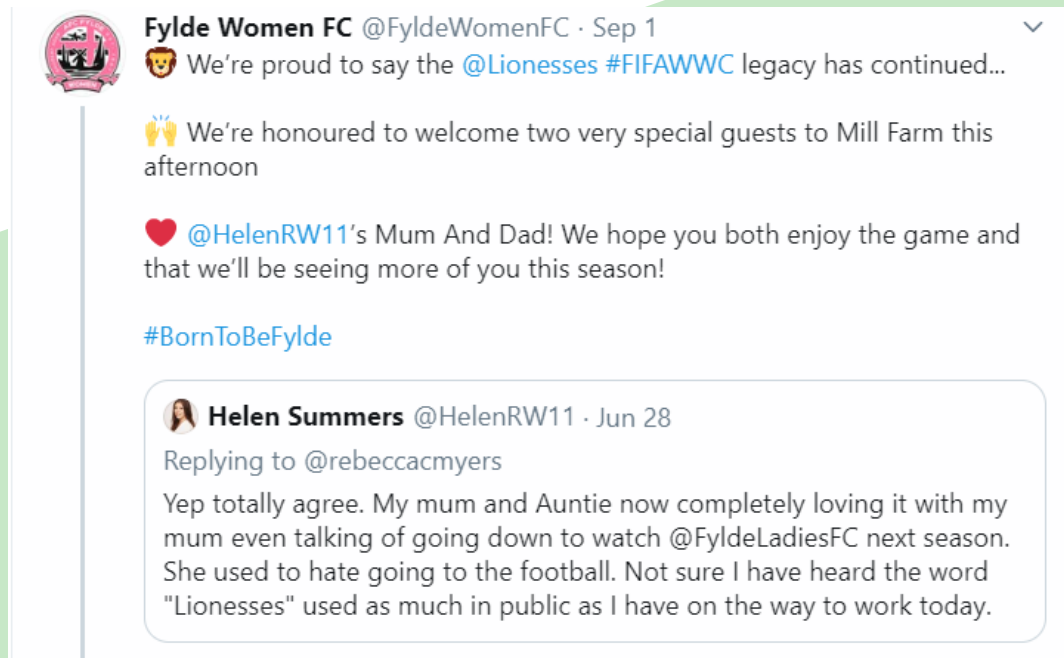 Fylde Women FC @FyldeWomenFC · Sep 1
🦁 We're proud to say the @Lionesses #FIFAWWC legacy has continued...
🙌 We're honoured to welcome two very special guests to Mill Farm this
afternoon
❤️ @HelenRW11's Mum And Dad! We hope you both enjoy the game and
that we'll be seeing more of you this season!
#BornToBeFylde
Helen Summers @HelenRW11 · Jun 28
Replying to @rebeccacmyers
Yep totally agree. My mum and Auntie now completely loving it with my
mum even talking of going down to watch @FyldeLadiesFC next season.
She used to hate going to the football. Not sure I have heard the word
"Lionesses" used as much in public as I have on the way to work today.